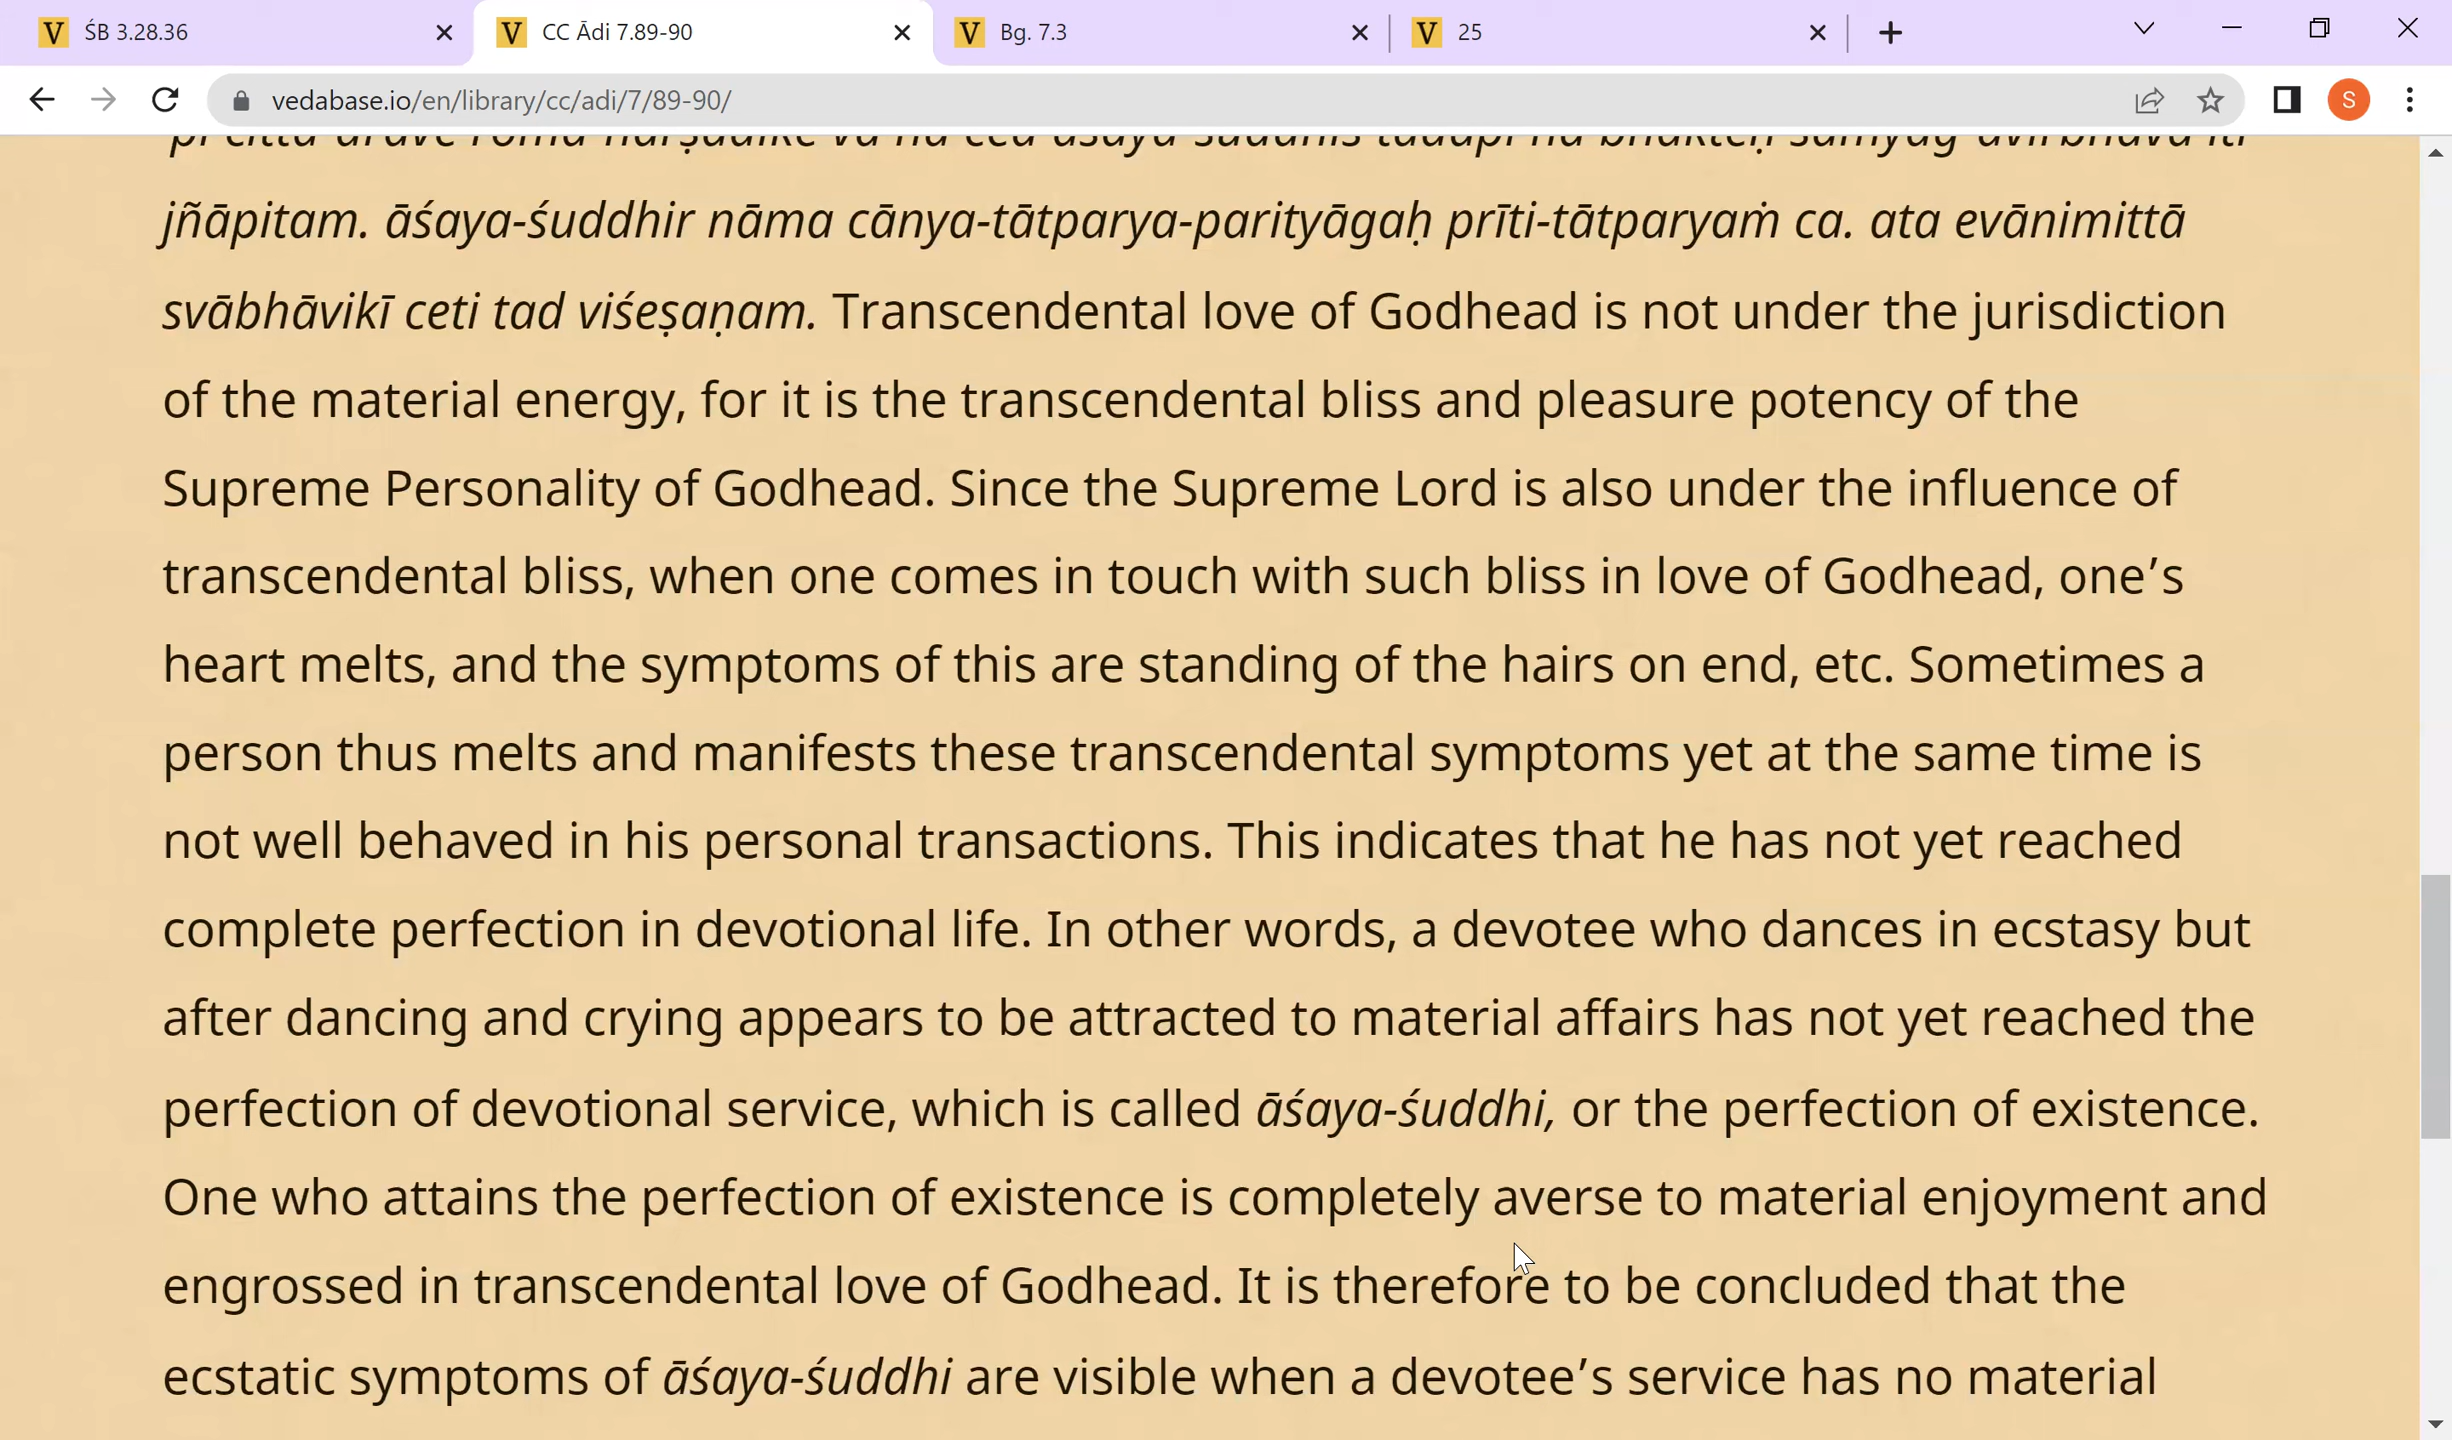 ŚB 3.28.36
CC Ādi 7.89-90
Bg. 7.3
25
vedabase.io/en/library/cc/adi/7/89-90/
S
jñāpitam. āśaya-śuddhir nāma cānya-tātparya-parityāgaḥ prīti-tātparyaṁ ca. ata evānimittā
svābhāvikī ceti tad viśeṣaṇam. Transcendental love of Godhead is not under the jurisdiction
of the material energy, for it is the transcendental bliss and pleasure potency of the
Supreme Personality of Godhead. Since the Supreme Lord is also under the influence of
transcendental bliss, when one comes in touch with such bliss in love of Godhead, one’s
heart melts, and the symptoms of this are standing of the hairs on end, etc. Sometimes a
person thus melts and manifests these transcendental symptoms yet at the same time is
not well behaved in his personal transactions. This indicates that he has not yet reached
complete perfection in devotional life. In other words, a devotee who dances in ecstasy but
after dancing and crying appears to be attracted to material affairs has not yet reached the
perfection of devotional service, which is called āśaya-śuddhi, or the perfection of existence.
One who attains the perfection of existence is completely averse to material enjoyment and
engrossed in transcendental love of Godhead. It is therefore to be concluded that the
ecstatic symptoms of āśaya-śuddhi are visible when a devotee’s service has no material